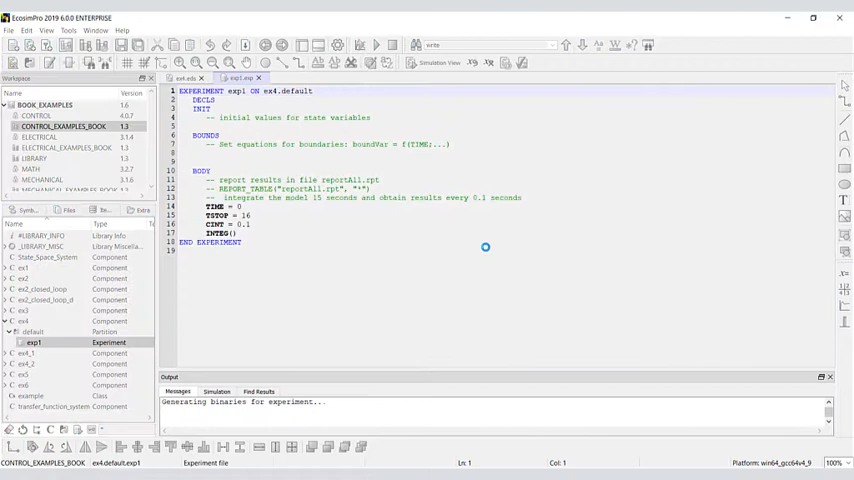 EcosimPro 2019 6.0.0 ENTERPRISE
File Edit View Tools Window Help
write
Simulation View
Workspace
ex4.eds
exp1.exp
Name Version
BOOK_EXAMPLES 1.6
CONTROL 4.0.7
CONTROL_EXAMPLES_BOOK 1.3
ELECTRICAL 3.1.4
ELECTRICAL_EXAMPLES_BOOK 1.3
LIBRARY
MATH 3.2.7
MECHANICAL 1.3
Symb... Files Extra
Name Type
#LIBRARY_INFO Library Info
_LIBRARY_MISC Library Miscella...
State_Space_System Component
ex1 Component
ex2 Component
ex2_closed_loop Component
ex2_closed_loop_d Component
ex3 Component
ex4 Component
default Partition
exp1 Experiment
ex4_1 Component
ex4_2 Component
ex5 Component
ex6 Component
example Class
transfer_function_system Component
1 EXPERIMENT exp1 ON ex4.default
2 DECLS
3 INIT
4 -- initial values for state variables
5
6 BOUNDS
7 -- Set equations for boundaries: boundVar = f(TIME;...)
8
9
10 BODY
11 -- report results in file reportAll.rpt
12 -- REPORT_TABLE("reportAll.rpt", "*")
13 -- integrate the model 15 seconds and obtain results every 0.1 seconds
14 TIME = 0
15 TSTOP = 16
16 CINT = 0.1
17 INTEG()
18 END EXPERIMENT
19
Output
Messages Simulation Find Results
Generating binaries for experiment...
CONTROL_EXAMPLES_BOOK ex4.default.exp1 Experiment file Ln: 1 Col: 1 Platform: win64_gcc64v4_9 100%